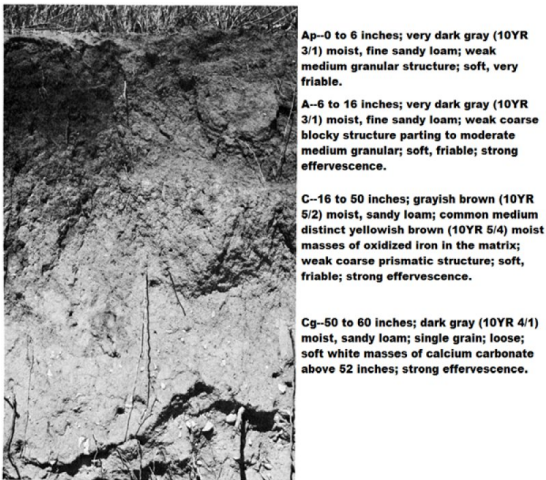 Ap--0 to 6 inches; very dark gray (10YR
3/1) moist, fine sandy loam; weak
medium granular structure; soft, very
friable.
A--6 to 16 inches; very dark gray (10YR
3/1) moist, fine sandy loam; weak coarse
blocky structure parting to moderate
medium granular; soft, friable; strong
effervescence.
C--16 to 50 inches; grayish brown (10YR
5/2) moist, sandy loam; common medium
distinct yellowish brown (10YR 5/4) moist
masses of oxidized iron in the matrix;
weak coarse prismatic structure; soft,
friable; strong effervescence.
Cg--50 to 60 inches; dark gray (10YR 4/1)
moist, sandy loam; single grain; loose;
soft white masses of calcium carbonate
above 52 inches; strong effervescence.